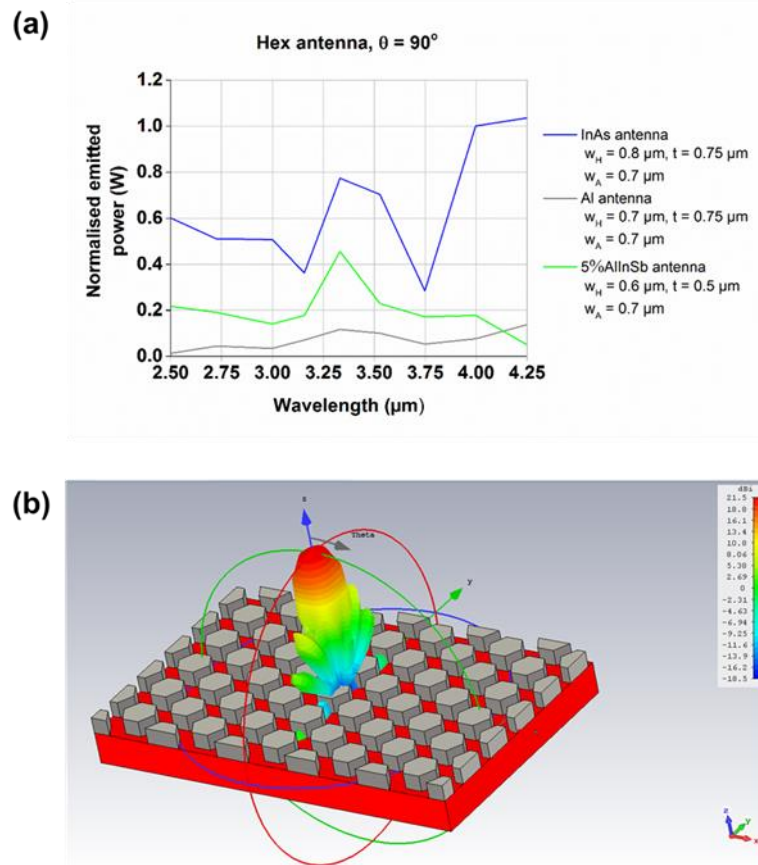 (a)
Hex antenna, θ = 90°
Normalised emitted
power (W)
1.2
1.0
0.8
0.6
0.4
0.2
0.0
2.50 2.75 3.00 3.25 3.50 3.75 4.00 4.25
Wavelength (µm)
InAs antenna
w_H = 0.8 µm, t = 0.75 µm
w_A = 0.7 µm
Al antenna
w_H = 0.7 µm, t = 0.75 µm
w_A = 0.7 µm
5%AlInSb antenna
w_H = 0.6 µm, t = 0.5 µm
w_A = 0.7 µm
(b)
z
Theta
y
dBi
21.5
18.8
16.1
13.4
10.8
8.06
5.38
2.69
0
-2.31
-4.63
-6.94
-9.25
-11.6
-13.9
-16.2
-18.5
z
y
x